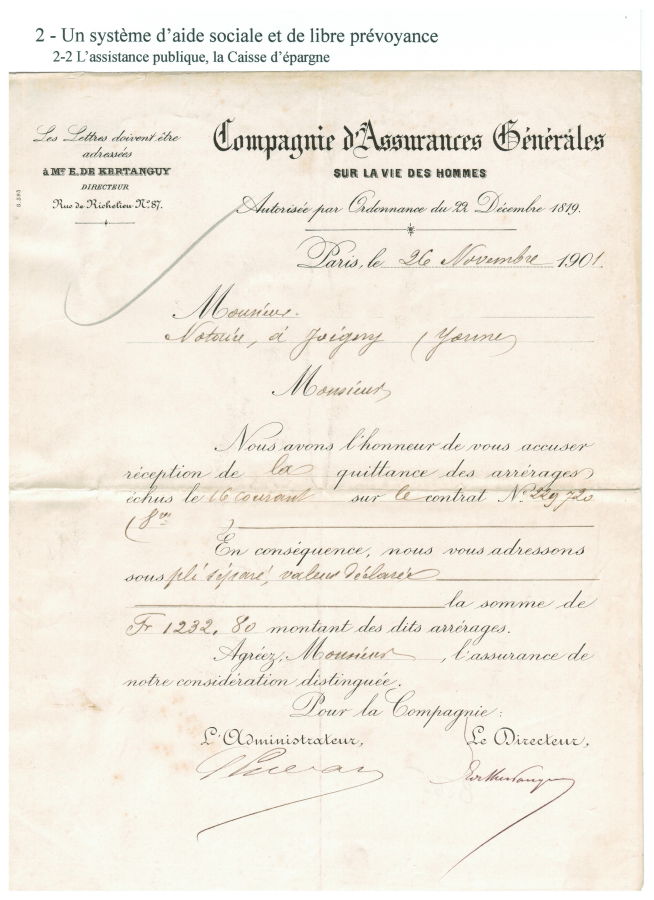 2 - Un système d'aide sociale et de libre prévoyance
2-2 L'assistance publique, la Caisse d'épargne
Les Lettres doivent être
adressées
à Mr E. DE KERTANGUY
DIRECTEUR
Rue de Richelieu No. 87.
Compagnie d'Assurances Générales
SUR LA VIE DES HOMMES
Autorisée par Ordonnance du 22 Décembre 1819.
Paris, le 26 Novembre 1901.
Monsieur
Notaire, à Joigny (Yonne)
Monsieur,
Nous avons l'honneur de vous accuser
réception de la quittance des arrérages
échus le 16 courant sur le contrat No. 229,720
En conséquence, nous vous adressons
sous pli séparé, valeur déclarée
la somme de
Fr 1232.80 montant des dits arrérages.
Agréez, Monsieur, l'assurance de
notre considération distinguée.
Pour la Compagnie:
L'Administrateur,
Le Directeur,